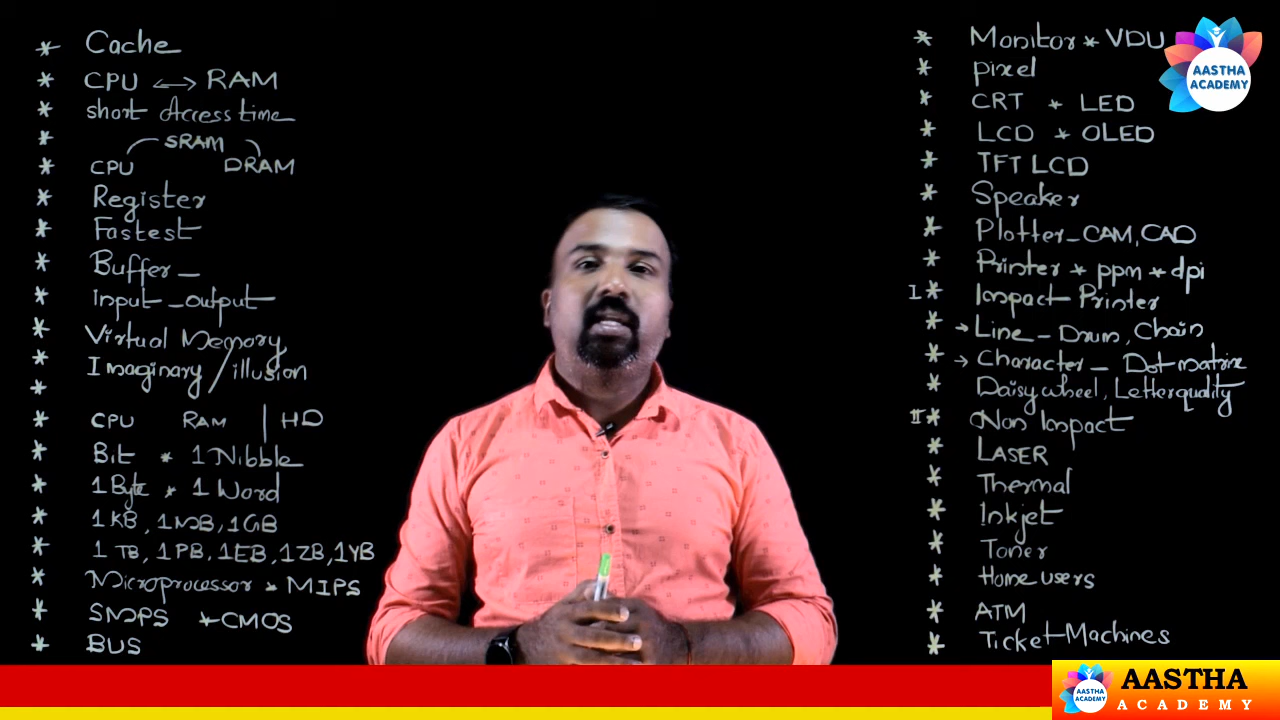 * Cache
* CPU ↔ RAM
* short Access time
* SRAM
* CPU DRAM
* Register
* Fastest
* Buffer _
* Input - output
* Virtual Memory,
* Imaginary / illusion
*
* CPU RAM | HD
* Bit * 1 Nibble
* 1 Byte * 1 Word
* 1 KB, 1 MB, 1 GB
* 1 TB, 1 PB, 1 EB, 1 ZB, 1 YB
* Microprocessor * MIPS
* SMPS * CMOS
* BUS
* Monitor * VDU
* pixel
* CRT * LED
* LCD * OLED
* TFT LCD
* Speaker
* Plotter - CAM, CAD
* Printer * ppm * dpi
I * Impact Printer
* → Line - Drum, Chain
* → Character - Dot matrix
* Daisy wheel, Letter quality
II * Non Impact
* LASER
* Thermal
* Inkjet
* Toner
* Home users
* ATM
* Ticket Machines
AASTHA
ACADEMY
AASTHA
ACADEMY
AASTHA
ACADEMY